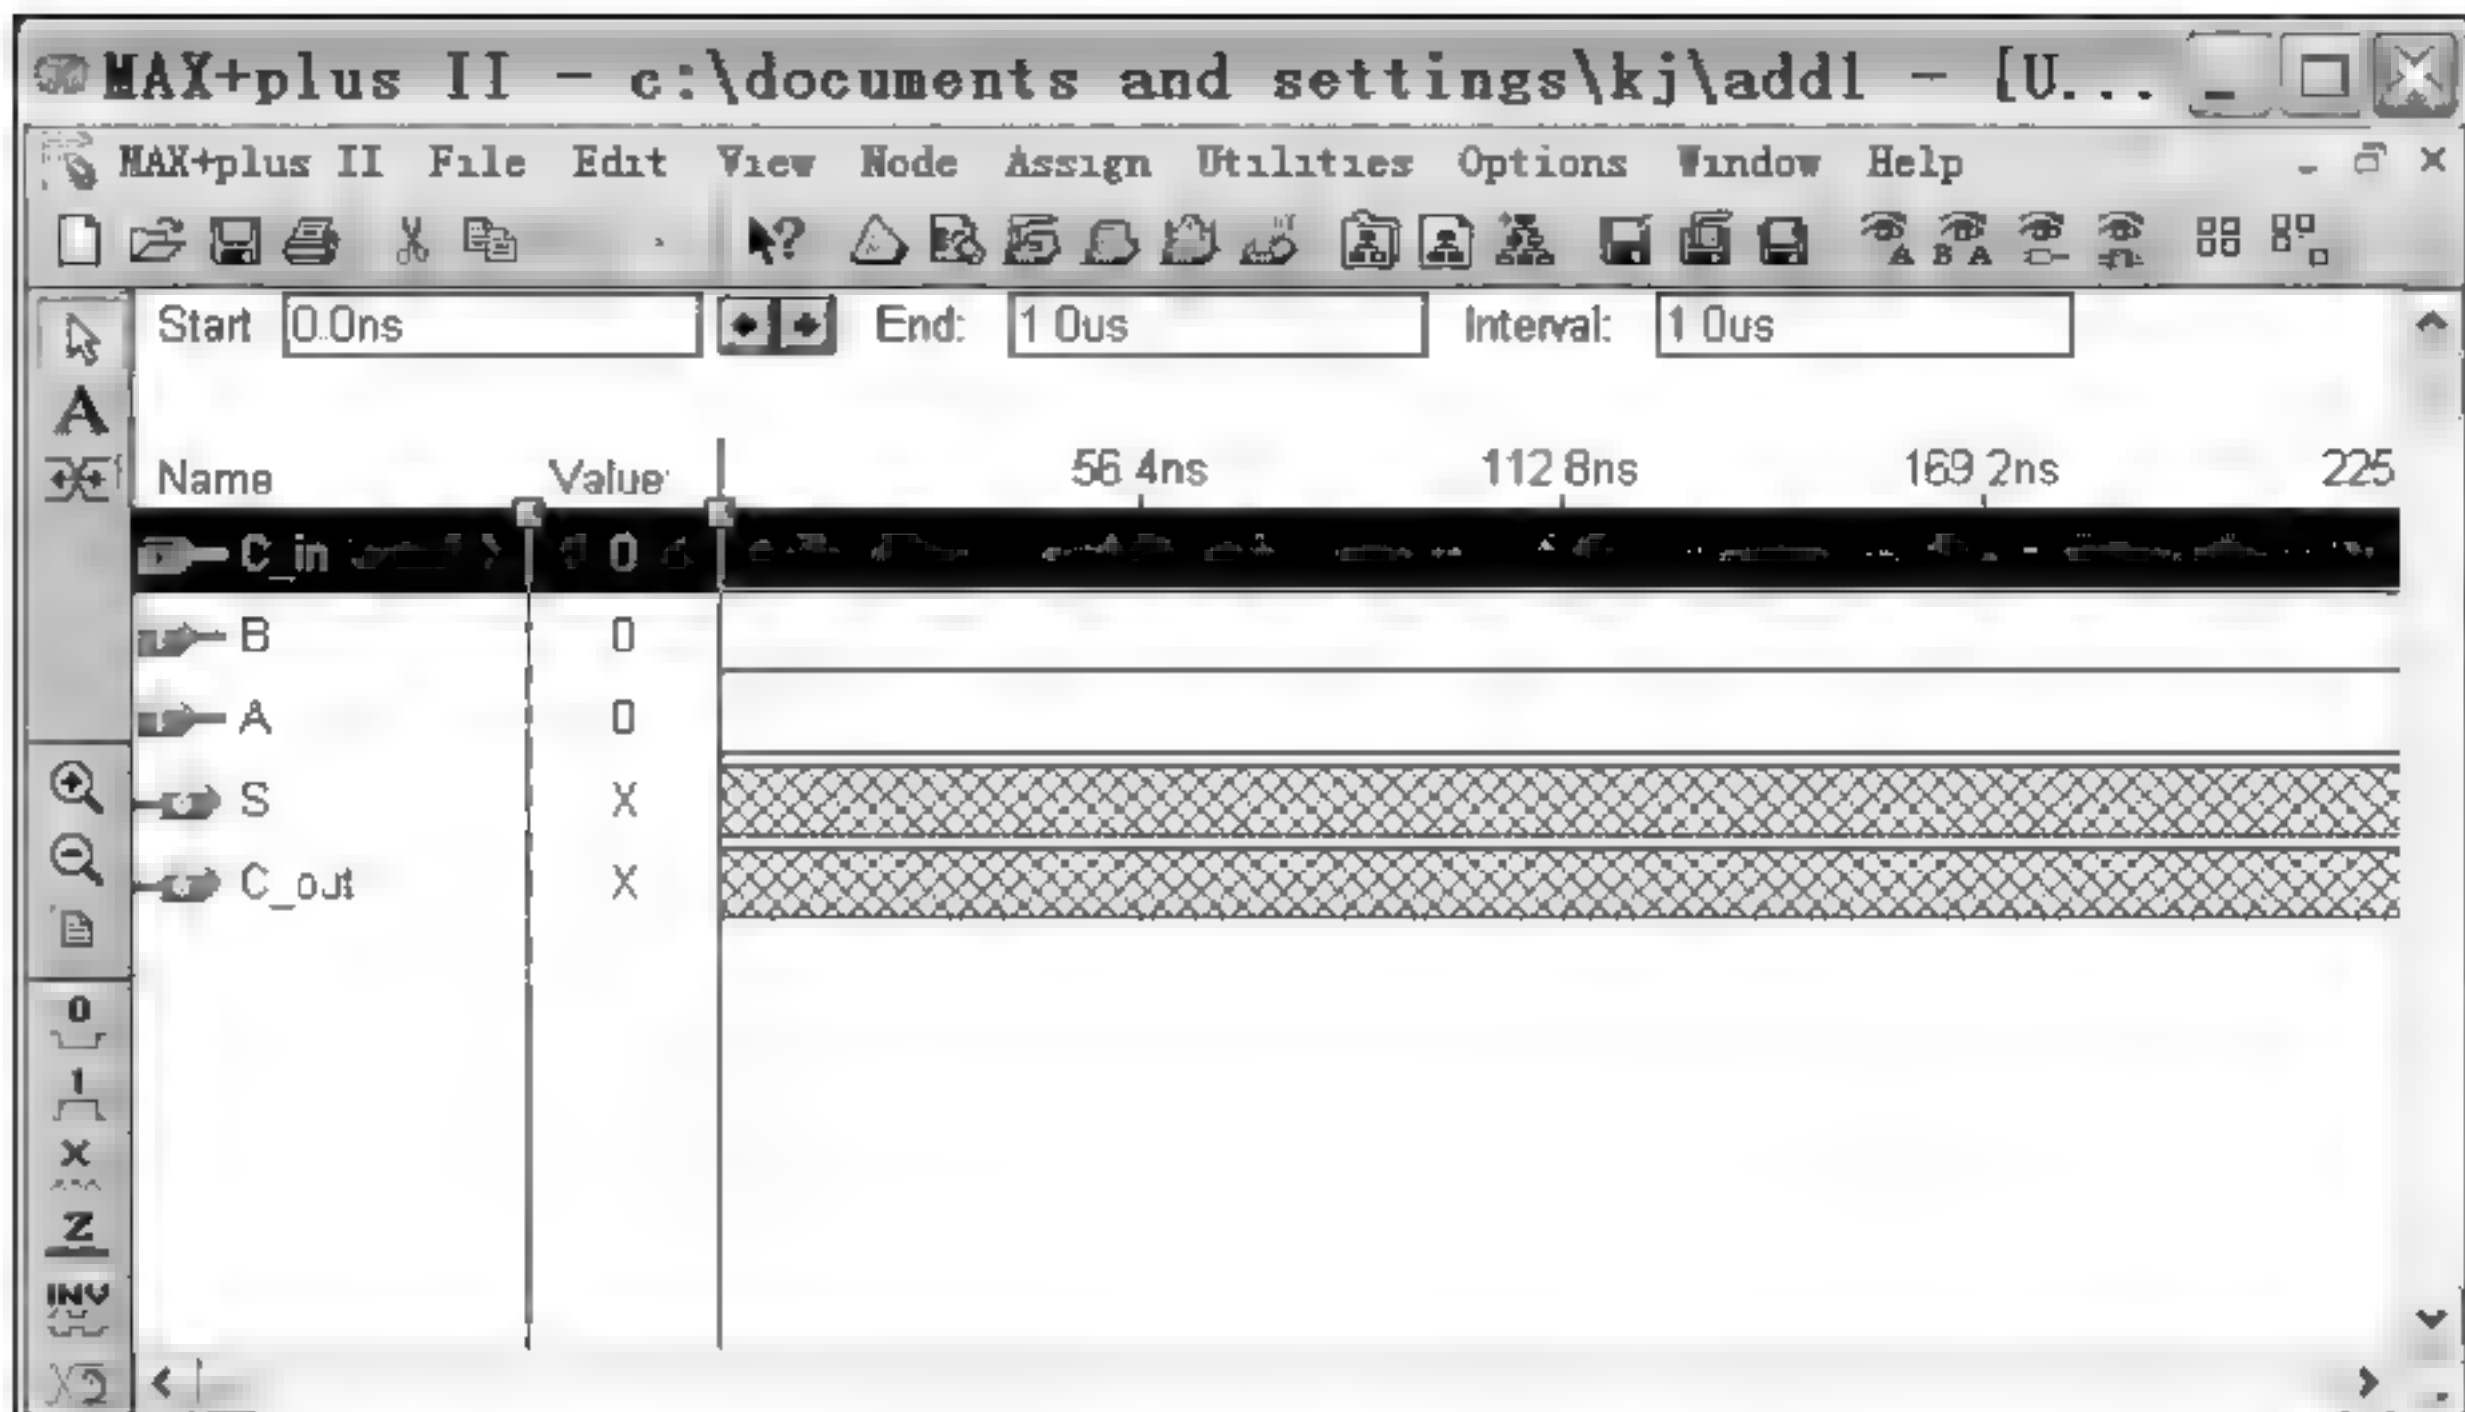 MAX+plus II - c:\documents and settings\kj\add1 - [U...
MAX+plus II File Edit View Node Assign Utilities Options Window Help
Start 0.0ns End: 1 0us Interval: 1 0us
Name Value: 56 4ns 112 8ns 169 2ns 225
C_in 0
B 0
A 0
S X
C_out X
A
0
1
X
Z
INV